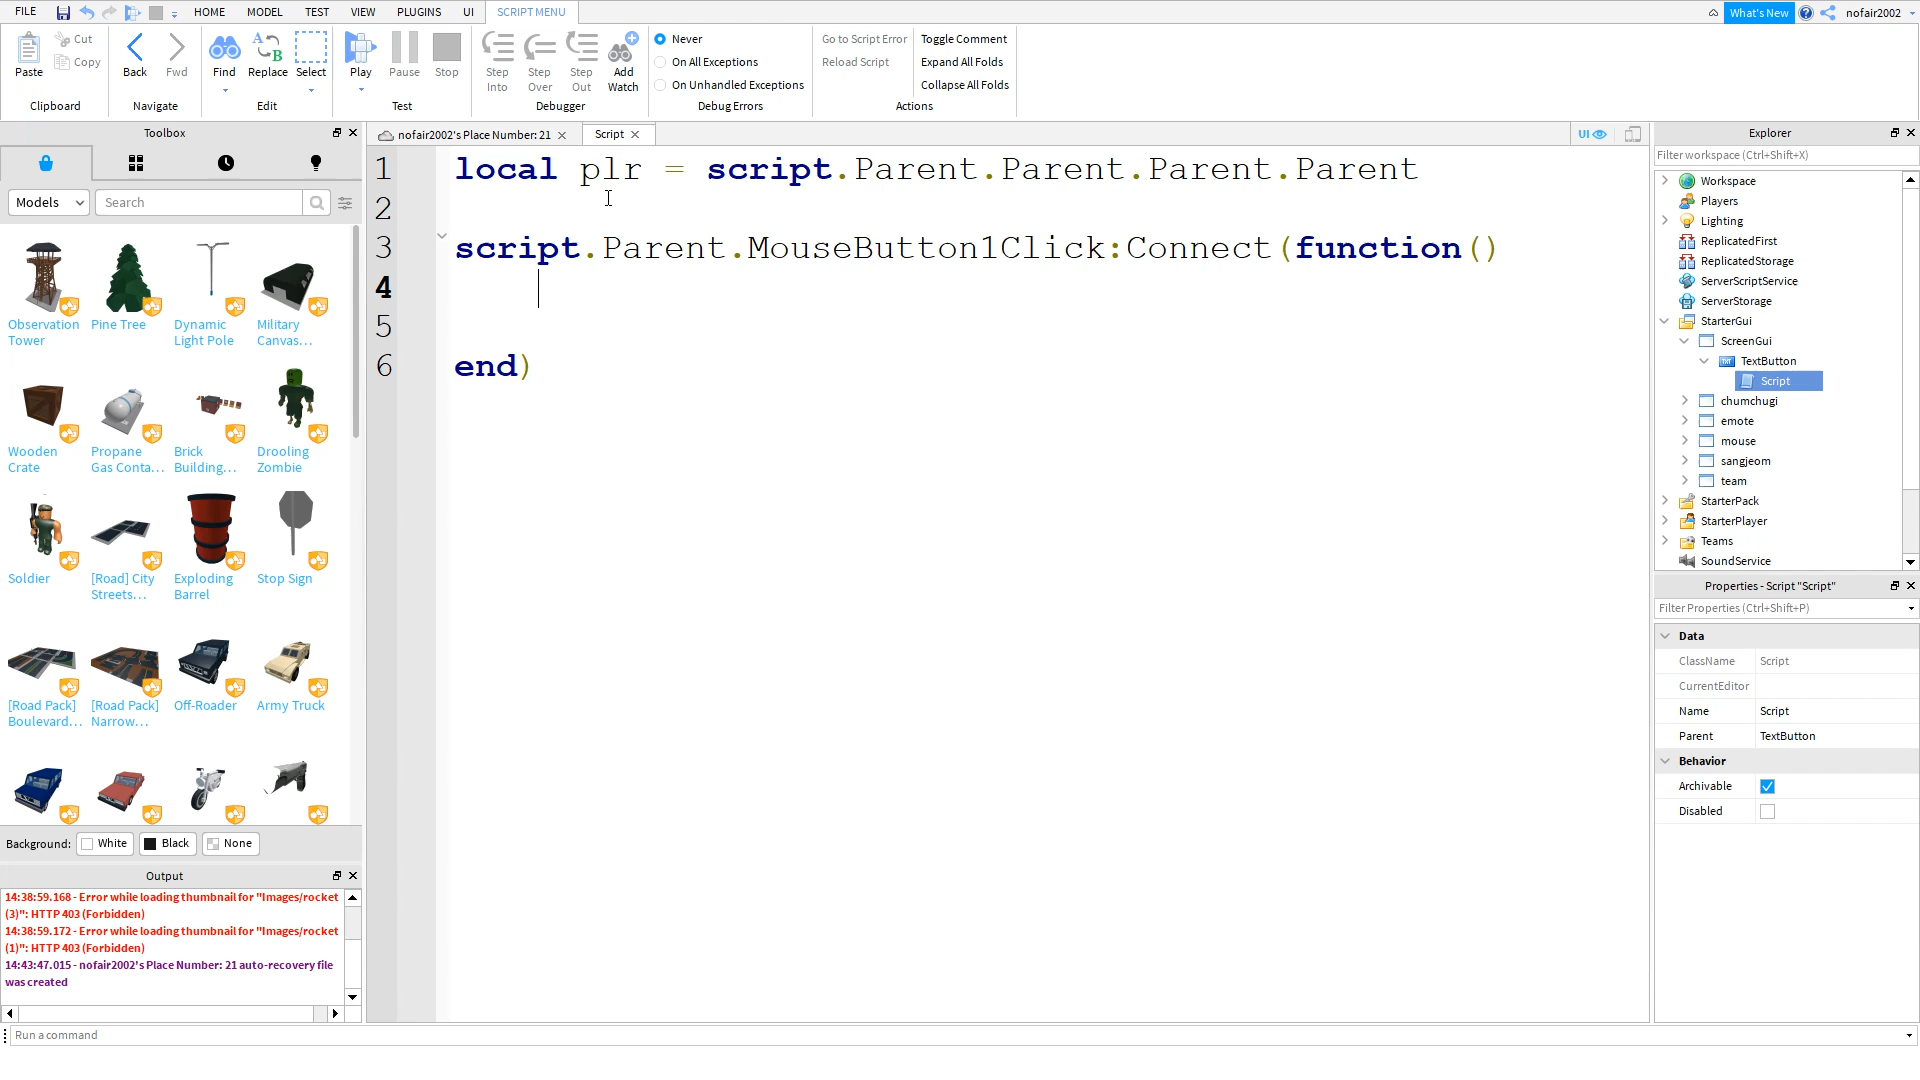 FILE HOME MODEL TEST VIEW PLUGINS UI SCRIPT MENU What's New nofair2002
Paste Cut Copy Clipboard
Back Fwd Navigate
Find Replace Select Edit
Play Pause Stop Test
Step Into Step Over Step Out Add Watch Debugger
Never
On All Exceptions
On Unhandled Exceptions
Debug Errors
Go to Script Error Toggle Comment
Reload Script Expand All Folds
Collapse All Folds
Actions
Toolbox
Models Search
Observation Tower
Pine Tree
Dynamic Light Pole
Military Canvas...
Wooden Crate
Propane Gas Conta...
Brick Building...
Drooling Zombie
Soldier
[Road] City Streets...
Exploding Barrel
Stop Sign
[Road Pack] Boulevard...
[Road Pack] Narrow...
Off-Roader
Army Truck
Background: White Black None
Output
14:38:59.168 - Error while loading thumbnail for "Images/rocket
(3)": HTTP 403 (Forbidden)
14:38:59.172 - Error while loading thumbnail for "Images/rocket
(1)": HTTP 403 (Forbidden)
14:43:47.015 - nofair2002's Place Number: 21 auto-recovery file
was created
Run a command
nofair2002's Place Number: 21 Script UI
1 local plr = script.Parent.Parent.Parent.Parent
2
3 script.Parent.MouseButton1Click:Connect(function()
4
5
6 end)
Explorer
Filter workspace (Ctrl+Shift+X)
Workspace
Players
Lighting
ReplicatedFirst
ReplicatedStorage
ServerScriptService
ServerStorage
StarterGui
ScreenGui
TextButton
Script
chumchugi
emote
mouse
sangjeom
team
StarterPack
StarterPlayer
Teams
SoundService
Properties - Script "Script"
Filter Properties (Ctrl+Shift+P)
Data
ClassName Script
CurrentEditor
Name Script
Parent TextButton
Behavior
Archivable
Disabled